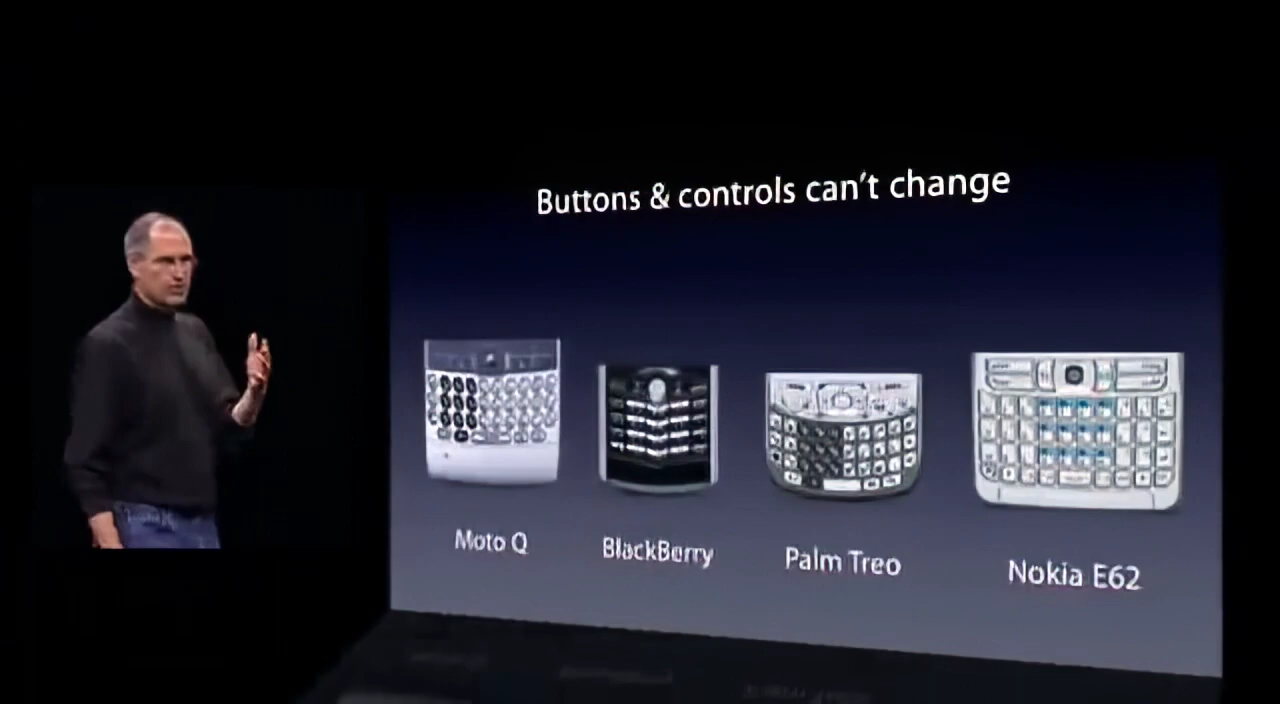 Buttons & controls can't change
Moto Q
BlackBerry
Palm Treo
Nokia E62